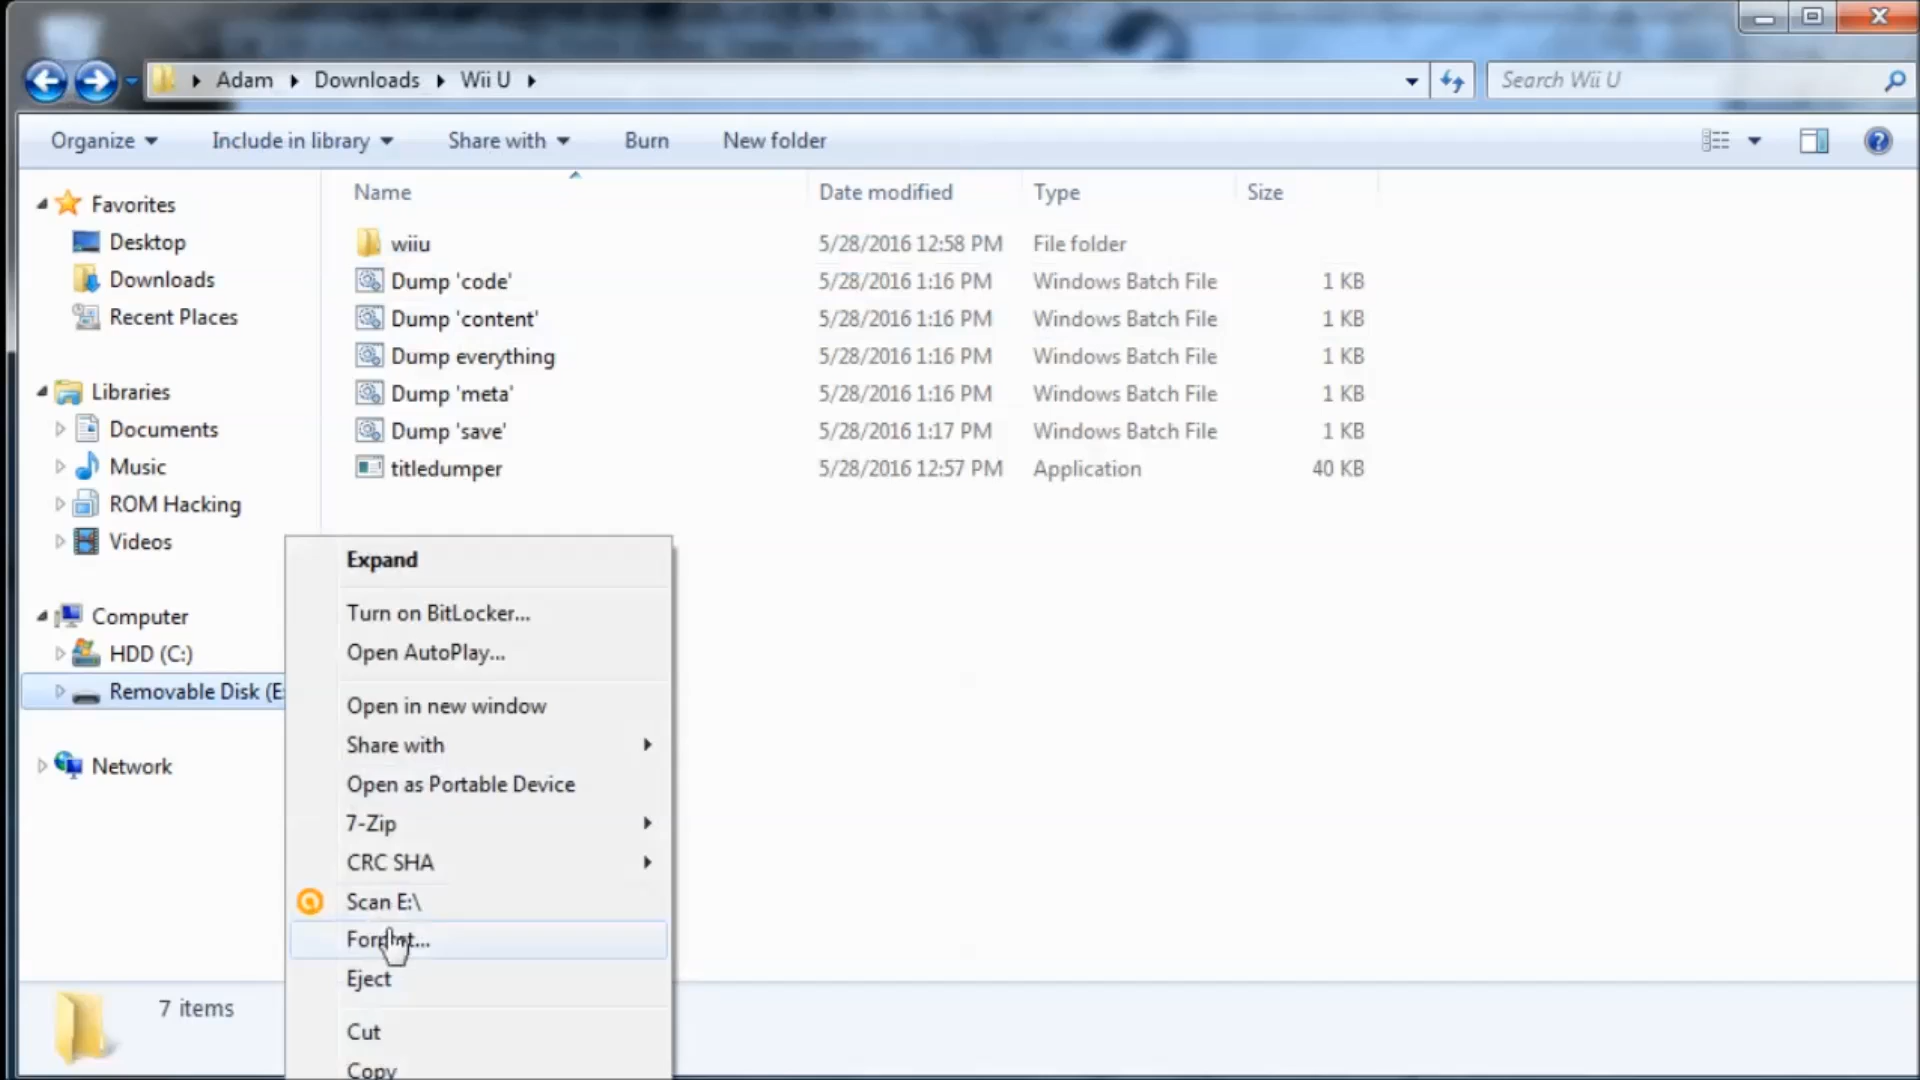 Adam Downloads Wii U
Search Wii U
Organize Include in library Share with Burn New folder
Name Date modified Type Size
Favorites
Desktop
Downloads
Recent Places
Libraries
Documents
Music
ROM Hacking
Videos
Computer
HDD (C:)
Removable Disk (E:
Network
wiiu 5/28/2016 12:58 PM File folder
Dump 'code' 5/28/2016 1:16 PM Windows Batch File 1 KB
Dump 'content' 5/28/2016 1:16 PM Windows Batch File 1 KB
Dump everything 5/28/2016 1:16 PM Windows Batch File 1 KB
Dump 'meta' 5/28/2016 1:16 PM Windows Batch File 1 KB
Dump 'save' 5/28/2016 1:17 PM Windows Batch File 1 KB
titledumper 5/28/2016 12:57 PM Application 40 KB
Expand
Turn on BitLocker...
Open AutoPlay...
Open in new window
Share with
Open as Portable Device
7-Zip
CRC SHA
Scan E:\
Format...
Eject
Cut
Copy
7 items